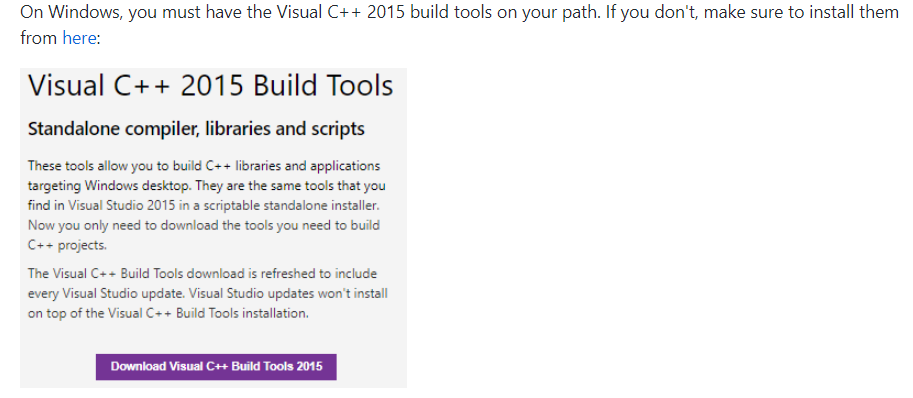 On Windows, you must have the Visual C++ 2015 build tools on your path. If you don't, make sure to install them
from here:
Visual C++ 2015 Build Tools
Standalone compiler, libraries and scripts
These tools allow you to build C++ libraries and applications
targeting Windows desktop. They are the same tools that you
find in Visual Studio 2015 in a scriptable standalone installer.
Now you only need to download the tools you need to build
C++ projects.
The Visual C++ Build Tools download is refreshed to include
every Visual Studio update. Visual Studio updates won't install
on top of the Visual C++ Build Tools installation.
Download Visual C++ Build Tools 2015